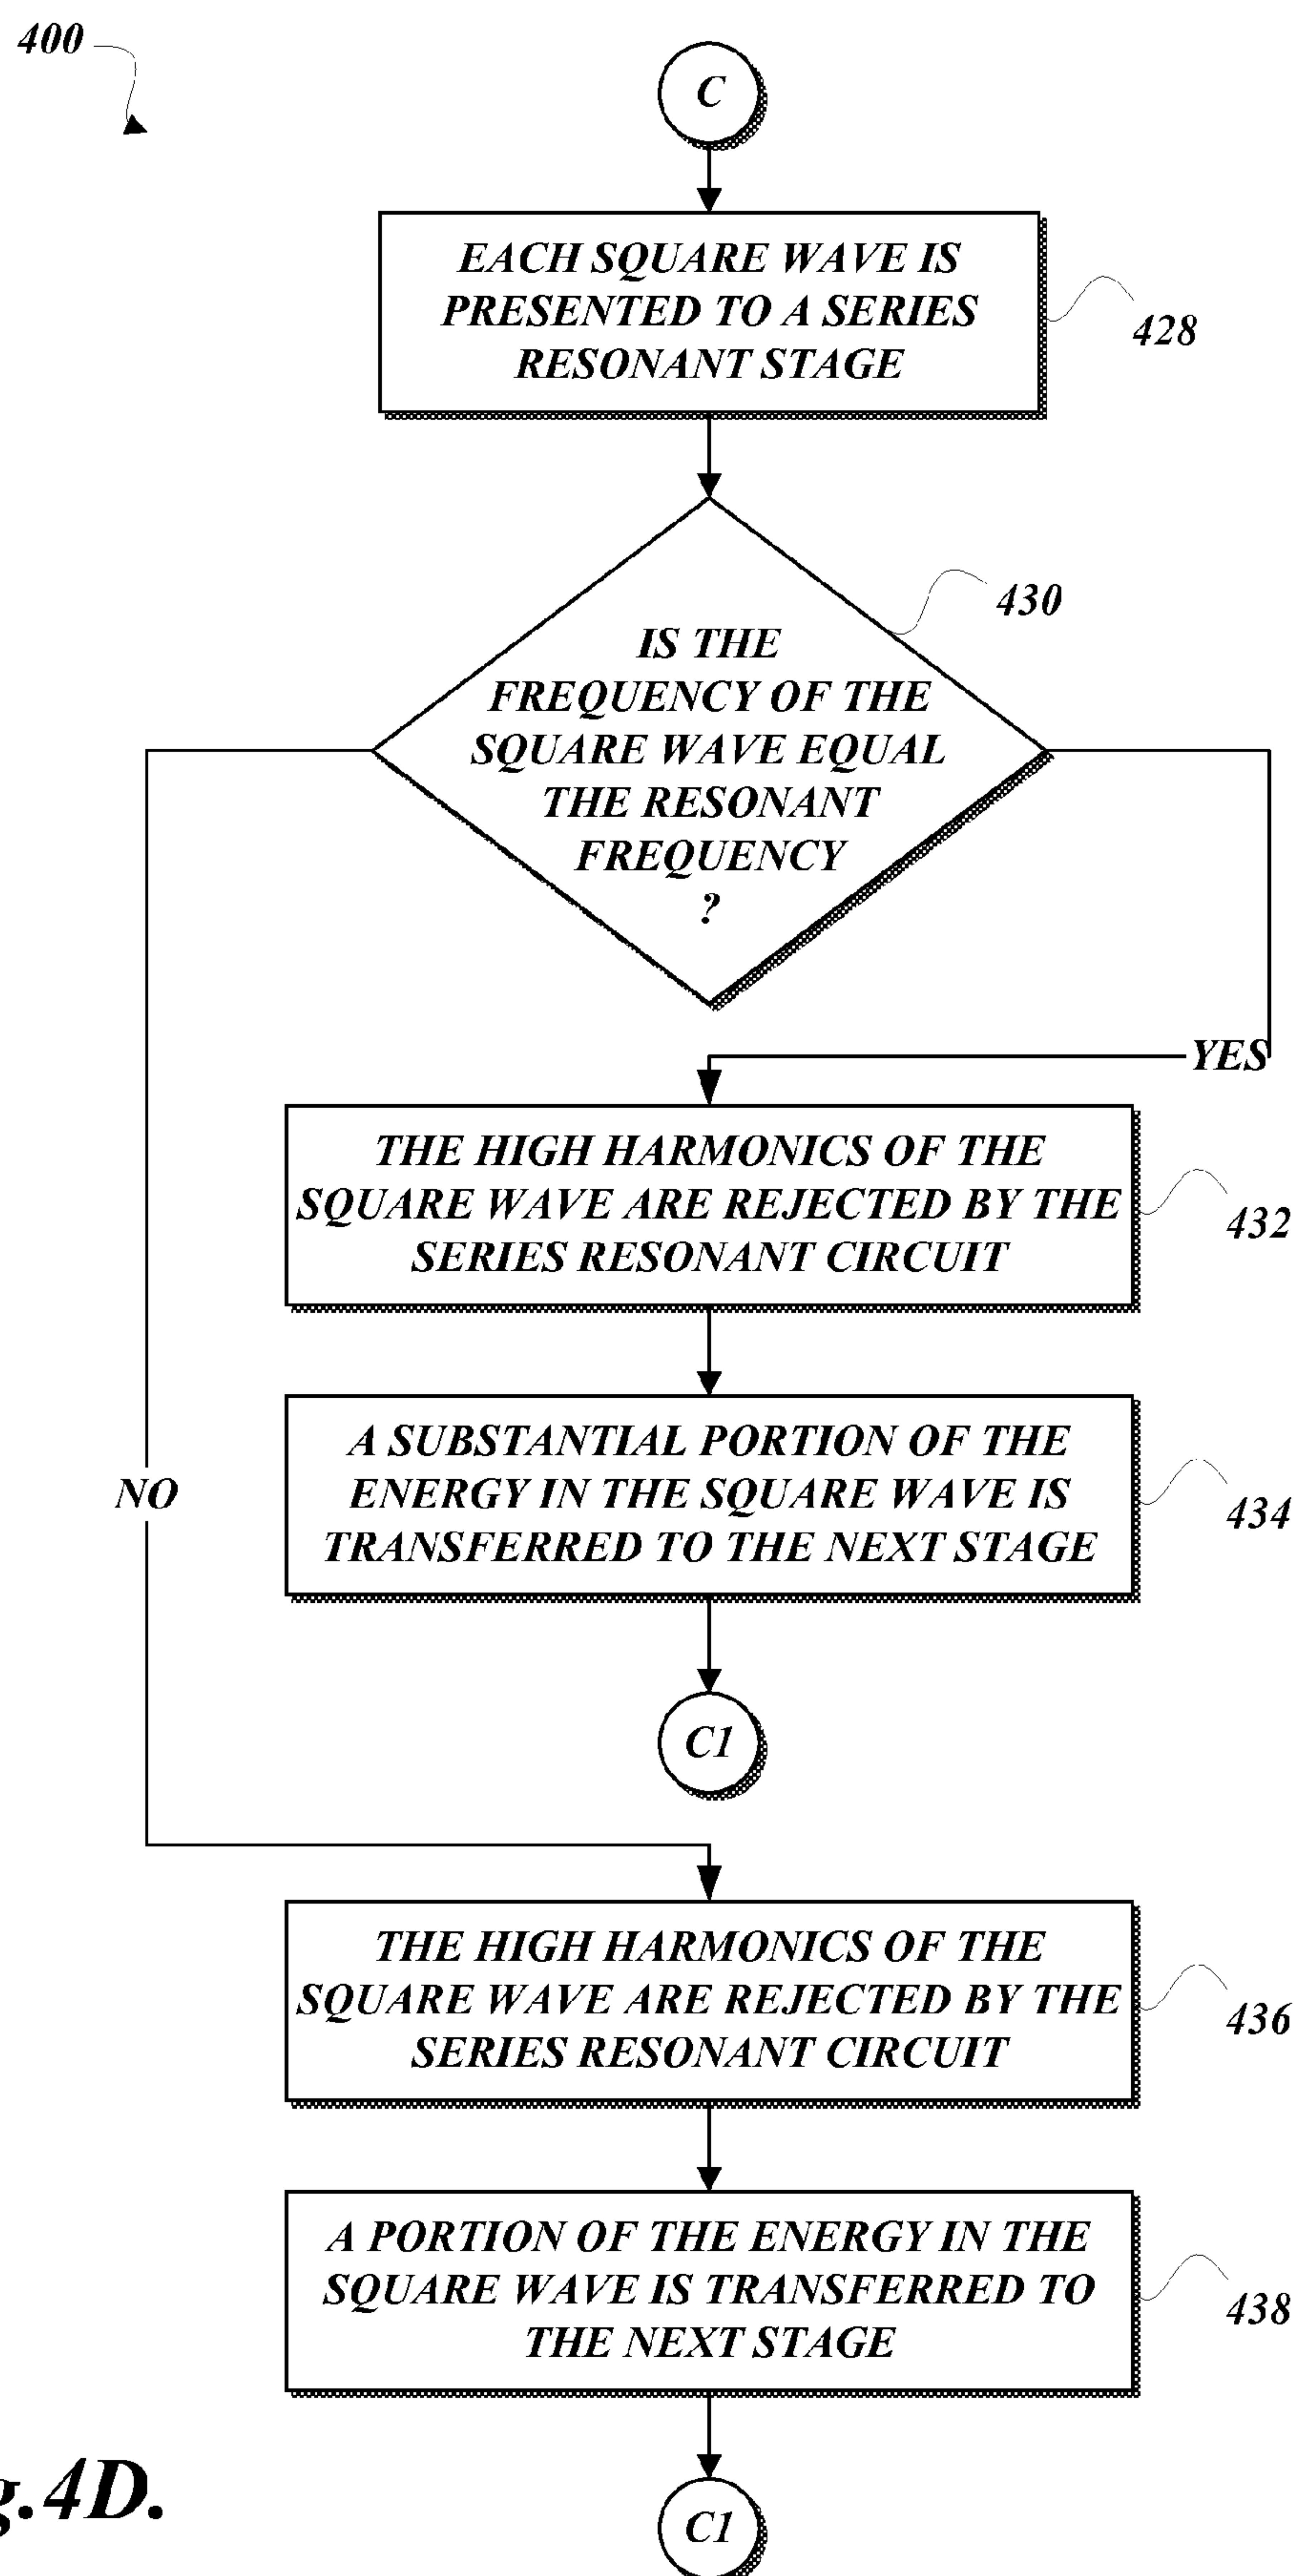 400
C
EACH SQUARE WAVE IS
PRESENTED TO A SERIES
RESONANT STAGE
428
430
IS THE
FREQUENCY OF THE
SQUARE WAVE EQUAL
THE RESONANT
FREQUENCY
?
YES
THE HIGH HARMONICS OF THE
SQUARE WAVE ARE REJECTED BY THE
SERIES RESONANT CIRCUIT
432
A SUBSTANTIAL PORTION OF THE
ENERGY IN THE SQUARE WAVE IS
TRANSFERRED TO THE NEXT STAGE
434
NO
C1
THE HIGH HARMONICS OF THE
SQUARE WAVE ARE REJECTED BY THE
SERIES RESONANT CIRCUIT
436
A PORTION OF THE ENERGY IN THE
SQUARE WAVE IS TRANSFERRED TO
THE NEXT STAGE
438
g.4D.
C1